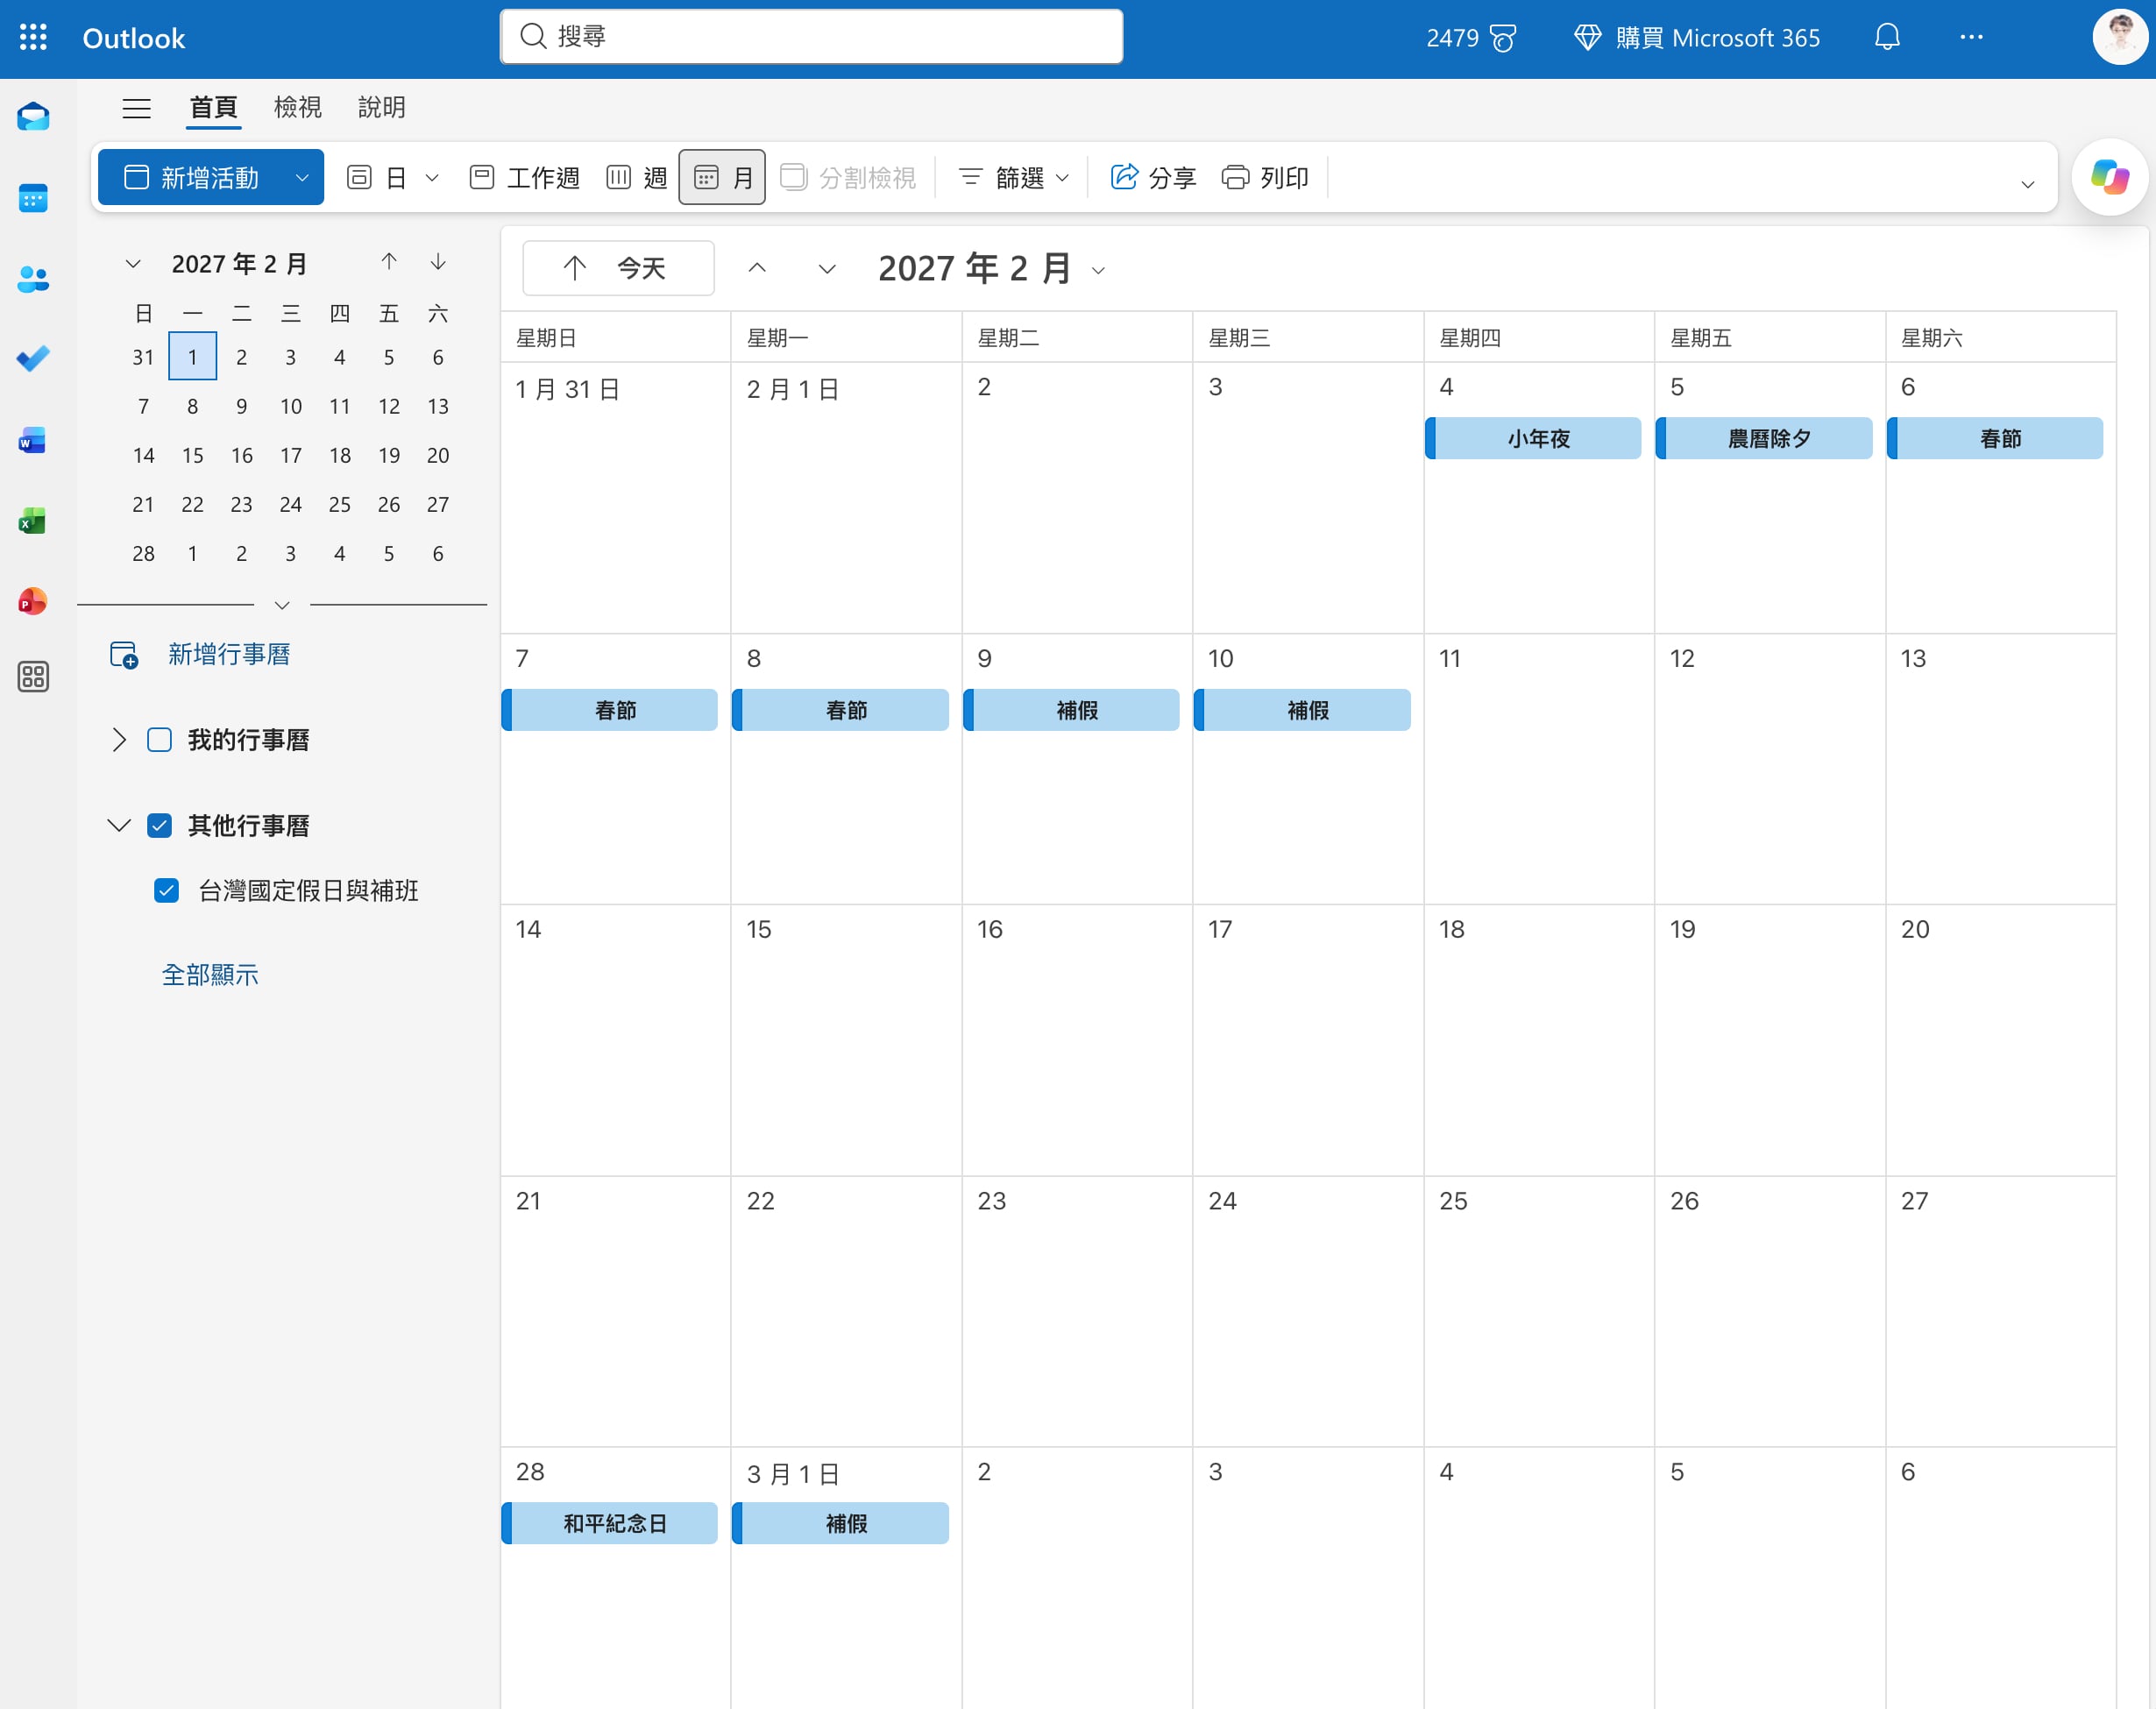 Outlook
搜尋
2479
購買 Microsoft 365
首頁 檢視 說明
新增活動 日 工作週 週 月 分割檢視 篩選 分享 列印
2027 年 2 月
日 一 二 三 四 五 六
31 1 2 3 4 5 6
7 8 9 10 11 12 13
14 15 16 17 18 19 20
21 22 23 24 25 26 27
28 1 2 3 4 5 6
新增行事曆
我的行事曆
其他行事曆
台灣國定假日與補班
全部顯示
今天 2027 年 2 月
星期日 星期一 星期二 星期三 星期四 星期五 星期六
1 月 31 日 2 月 1 日 2 3 4 5 6
小年夜 農曆除夕 春節
7 8 9 10 11 12 13
春節 春節 補假 補假
14 15 16 17 18 19 20
21 22 23 24 25 26 27
28 3 月 1 日 2 3 4 5 6
和平紀念日 補假